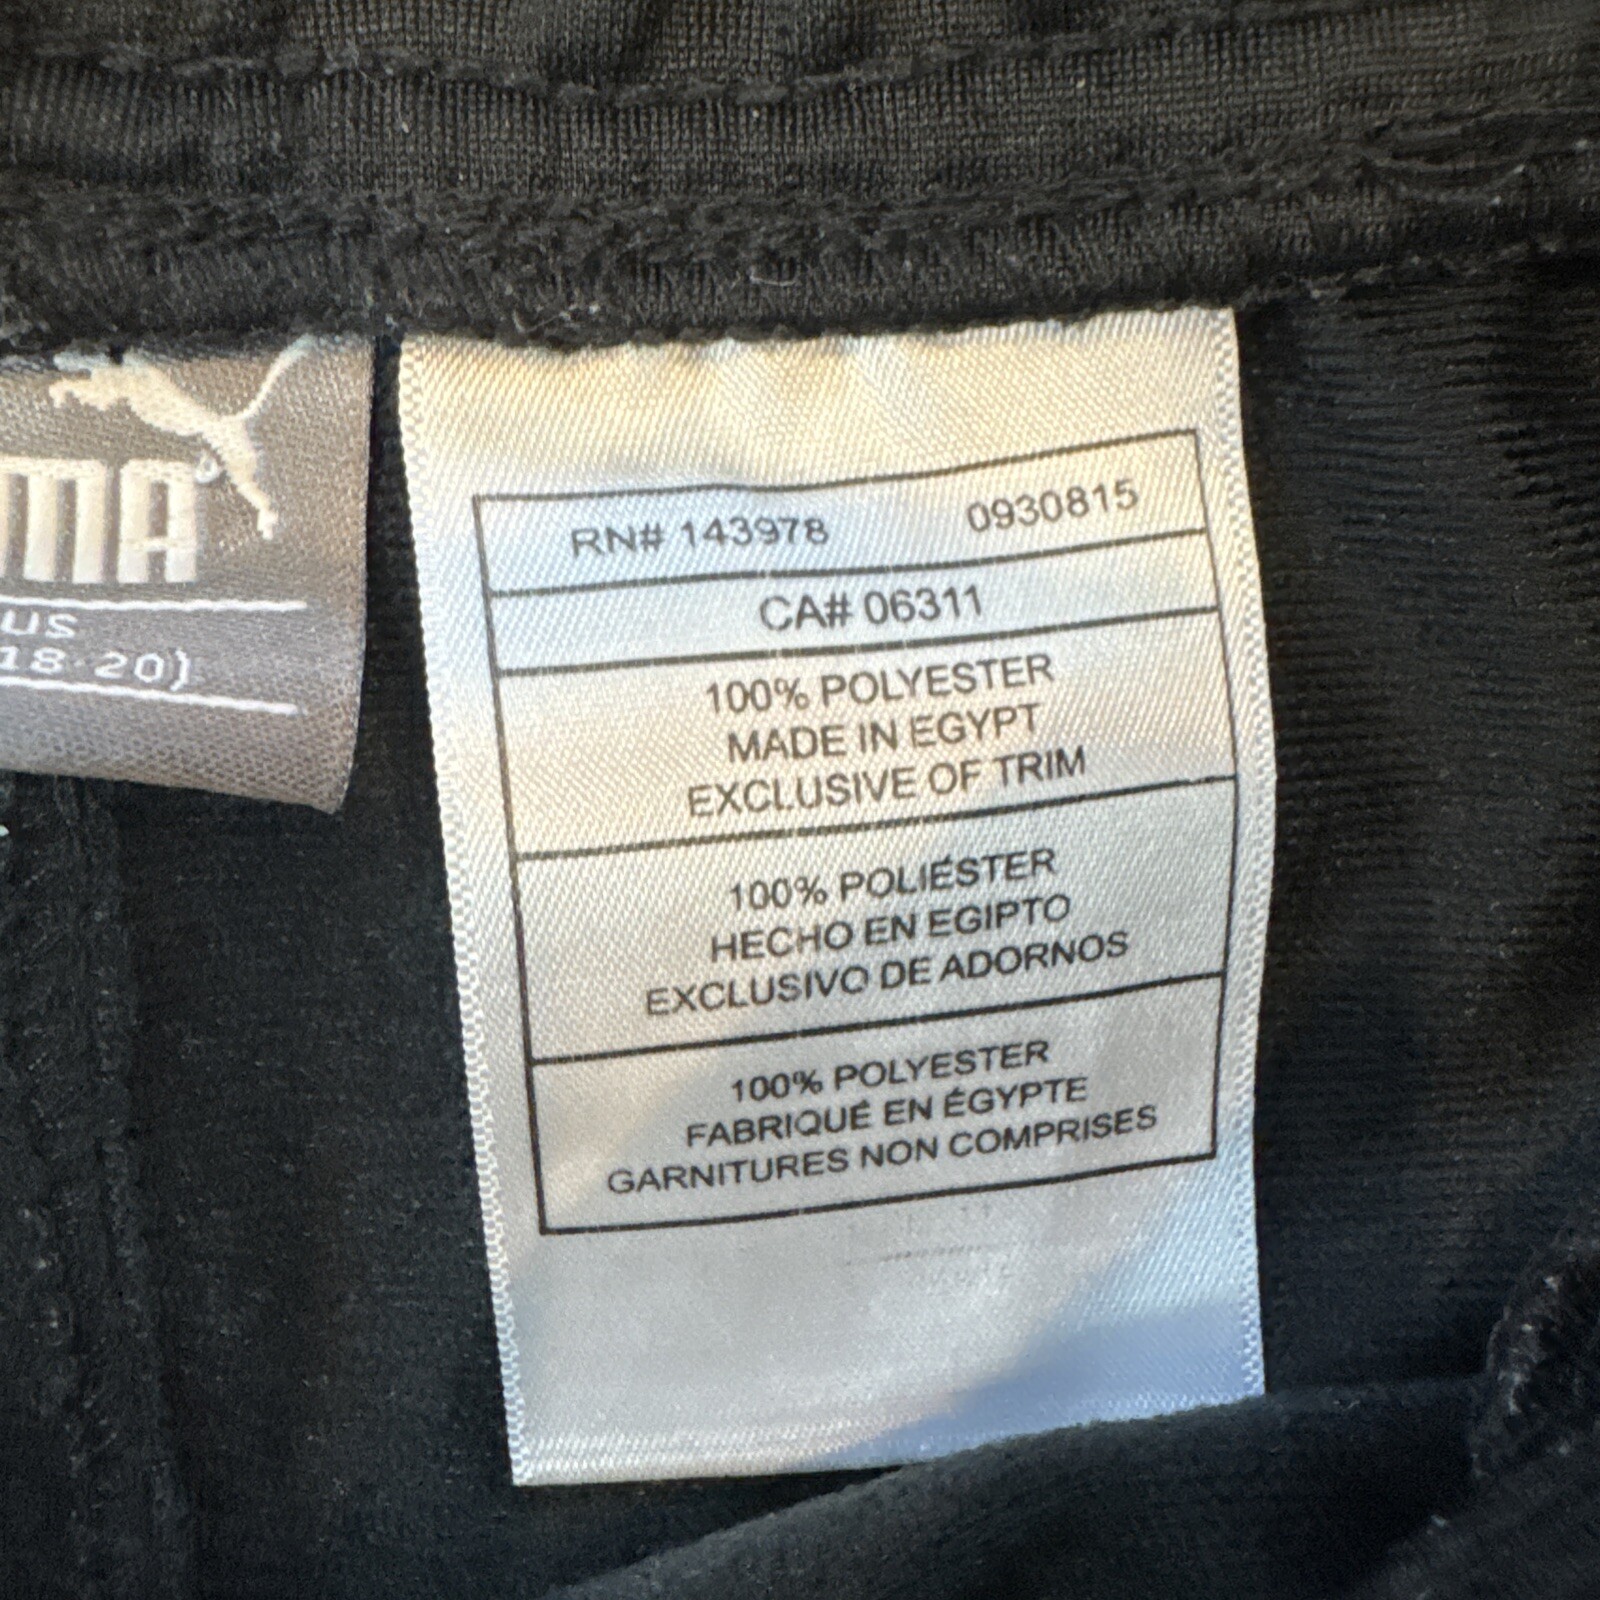 US
18-20)
RN# 143978 0930815
CA# 06311
100% POLYESTER
MADE IN EGYPT
EXCLUSIVE OF TRIM
100% POLIÉSTER
HECHO EN EGIPTO
EXCLUSIVO DE ADORNOS
100% POLYESTER
FABRIQUÉ EN ÉGYPTE
GARNITURES NON COMPRISES